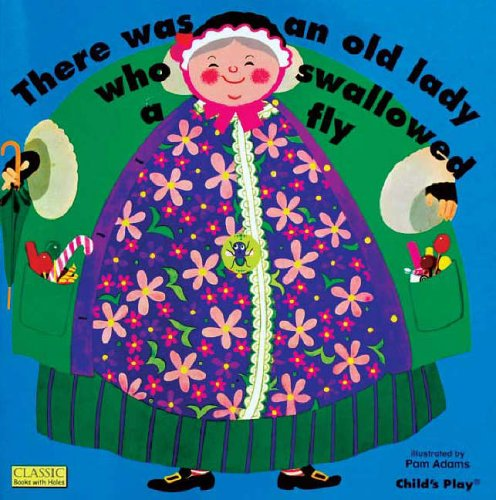 There was an old lady
who swallowed
a fly
illustrated by
Pam Adams
CLASSIC
Books with Holes
Child's Play®